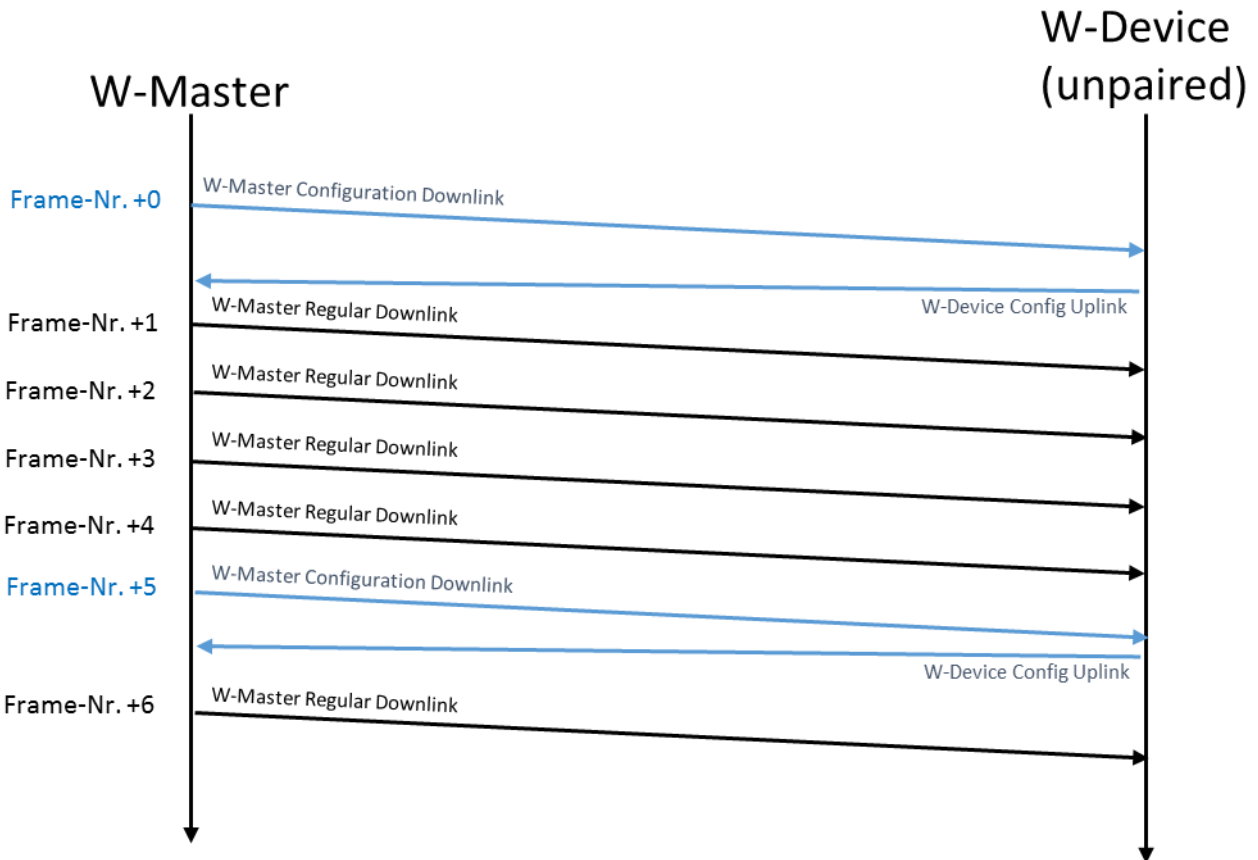 W-Device
(unpaired)
W-Master
W-Master Configuration Downlink
Frame-Nr. +0
W-Device Config Uplink
W-Master Regular Downlink
Frame-Nr. +1
W-Master Regular Downlink
Frame-Nr. +2
W-Master Regular Downlink
Frame-Nr. +3
W-Master Regular Downlink
Frame-Nr. +4
W-Master Configuration Downlink
Frame-Nr. +5
W-Device Config Uplink
W-Master Regular Downlink
Frame-Nr. +6